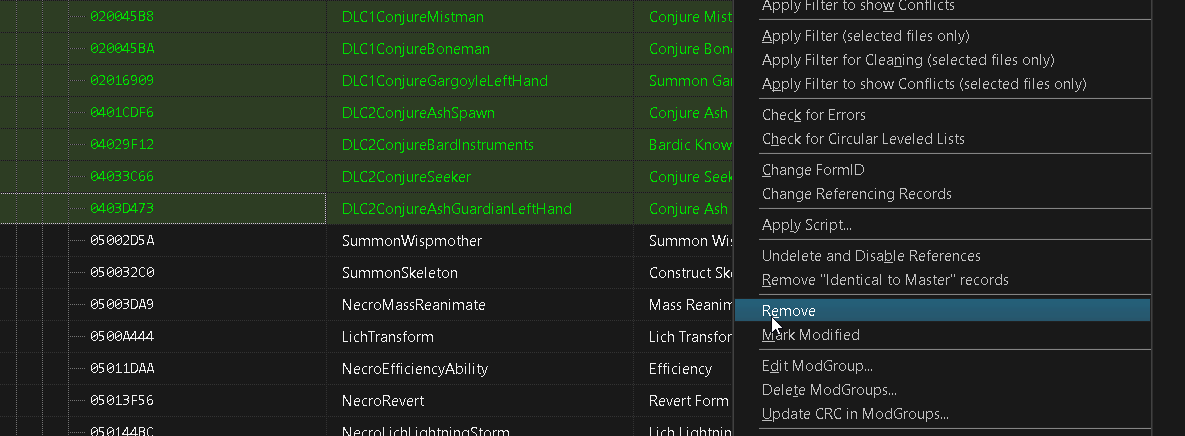 020045B8 DLC1ConjureMistman Conjure Mist
020045BA DLC1ConjureBoneman Conjure Bon
02016909 DLC1ConjureGargoyleLeftHand Summon Gar
0401CDF6 DLC2ConjureAshSpawn Conjure Ash
04029F12 DLC2ConjureBardInstruments Bardic Know
04033C66 DLC2ConjureSeeker Conjure Seek
0403D473 DLC2ConjureAshGuardianLeftHand Conjure Ash
05002D5A SummonWispmother Summon Wis
050032C0 SummonSkeleton Construct Ske
05003DA9 NecroMassReanimate Mass Reanim
0500A444 LichTransform Lich Transfor
05011DAA NecroEfficiencyAbility Efficiency
05013F56 NecroRevert Revert Form
050144BC NecroLichLightningStorm Lich Lightnin
Apply Filter to show Conflicts
Apply Filter (selected files only)
Apply Filter for Cleaning (selected files only)
Apply Filter to show Conflicts (selected files only)
Check for Errors
Check for Circular Leveled Lists
Change FormID
Change Referencing Records
Apply Script...
Undelete and Disable References
Remove "Identical to Master" records
Remove
Mark Modified
Edit ModGroup...
Delete ModGroups...
Update CRC in ModGroups...